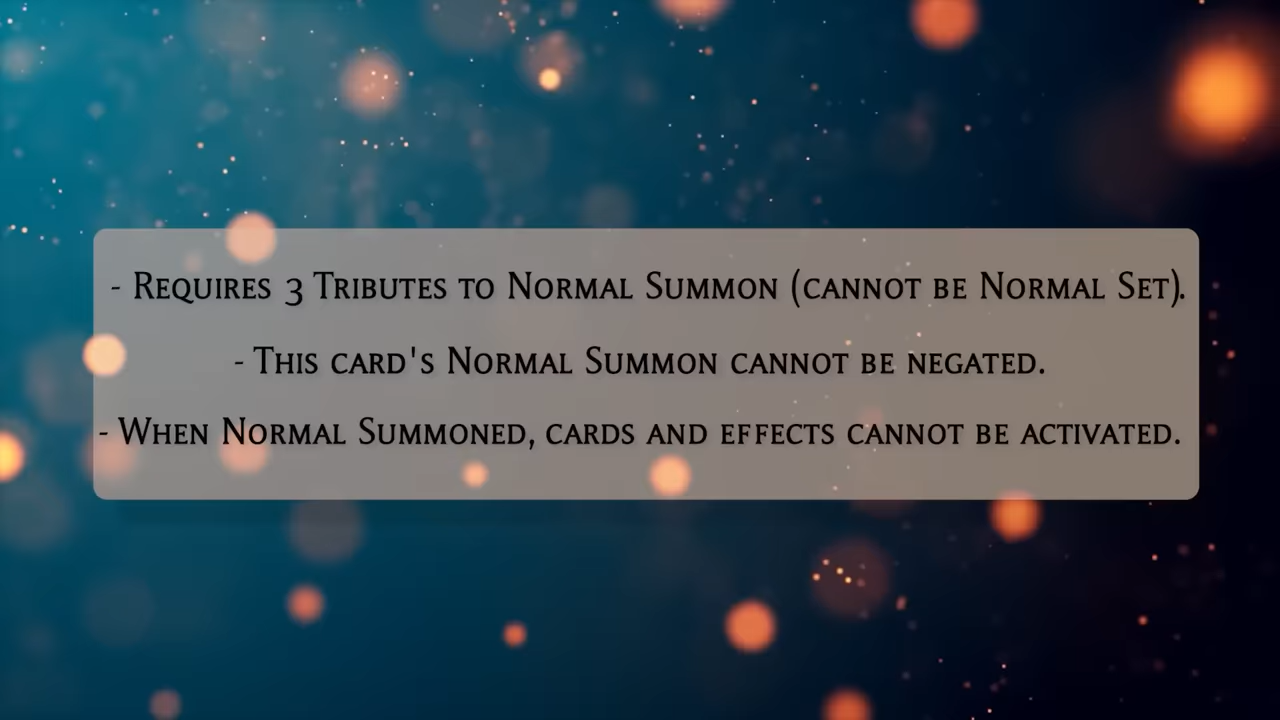 - Requires 3 Tributes to Normal Summon (cannot be Normal Set).
- This card's Normal Summon cannot be negated.
- When Normal Summoned, cards and effects cannot be activated.